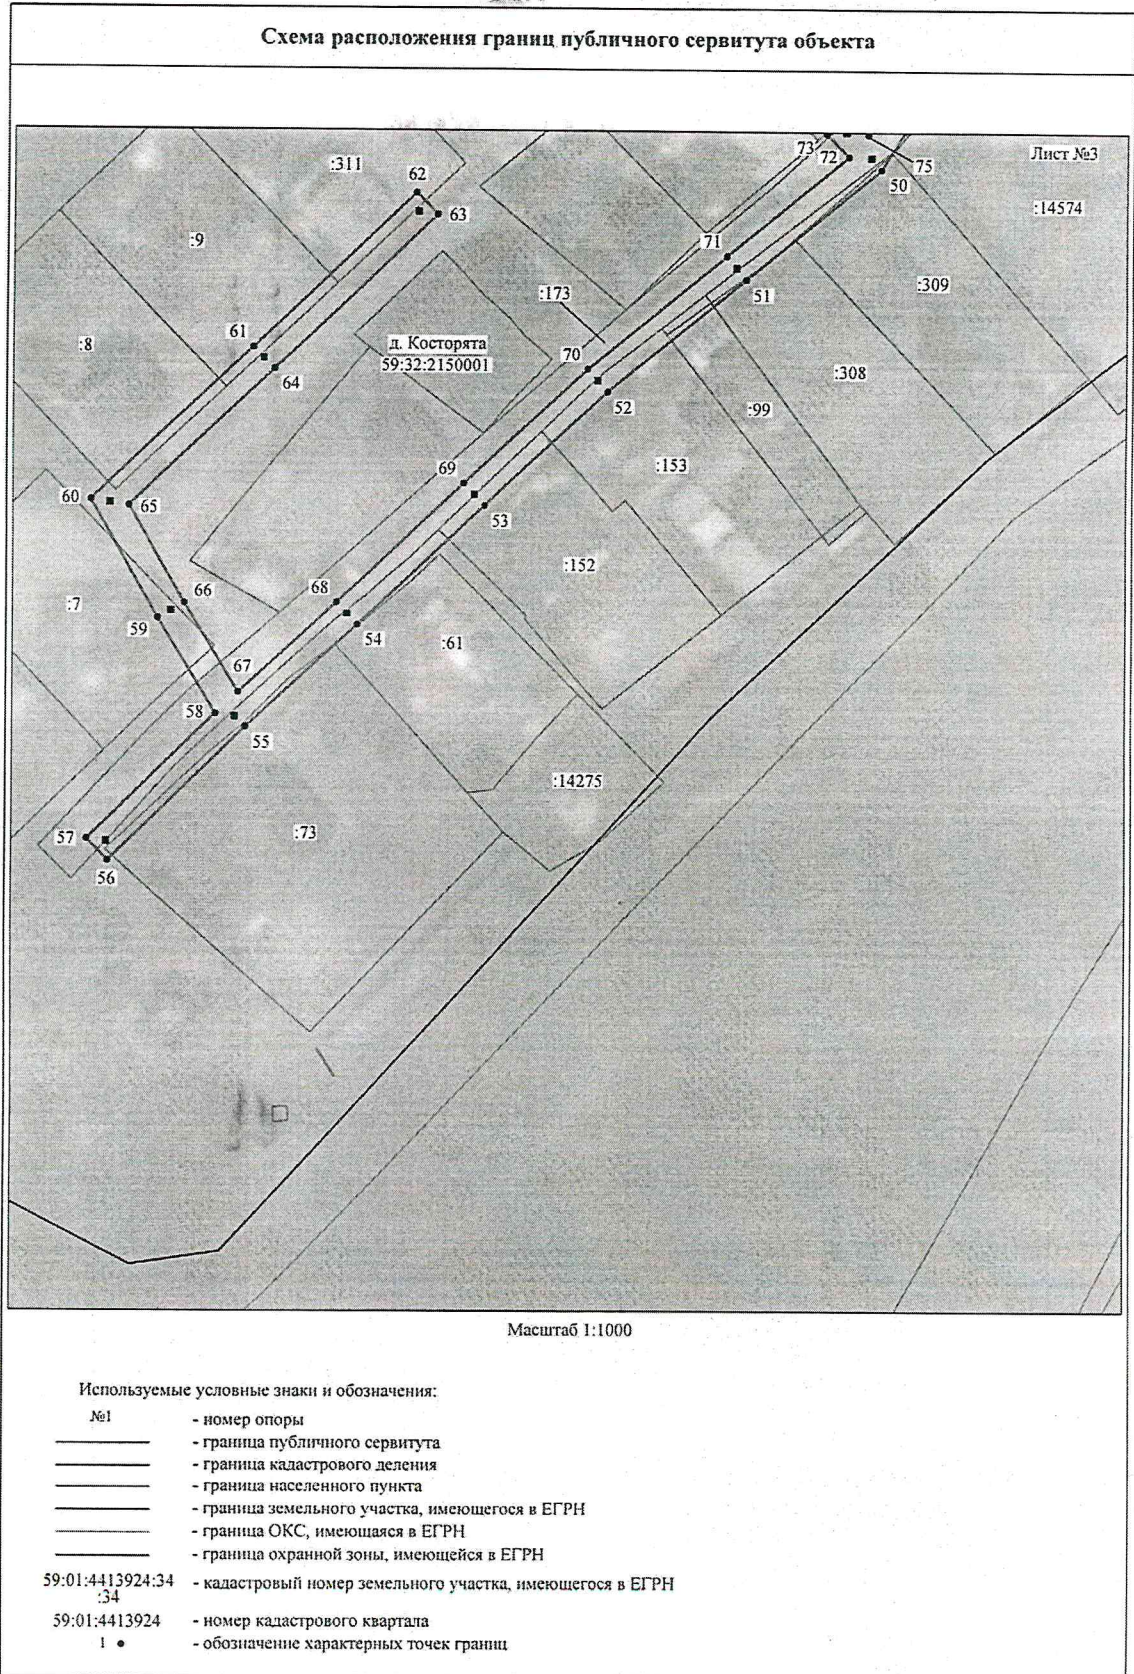 Схема расположения границ публичного сервитута объекта
Лист №3
:311
62
63
73
72
75
50
:14574
:9
71
51
:309
:173
61
:8
д. Косторята
59:32:2150001
64
70
52
:308
:99
69
:153
60
65
53
:152
66
68
:7
59
54
:61
67
58
55
:14275
57
:73
56
Масштаб 1:1000
Используемые условные знаки и обозначения:
№1 - номер опоры
- граница публичного сервитута
- граница кадастрового деления
- граница населенного пункта
- граница земельного участка, имеющегося в ЕГРН
- граница ОКС, имеющаяся в ЕГРН
- граница охранной зоны, имеющейся в ЕГРН
59:01:4413924:34 - кадастровый номер земельного участка, имеющегося в ЕГРН
:34
59:01:4413924 - номер кадастрового квартала
1 ● - обозначение характерных точек границ